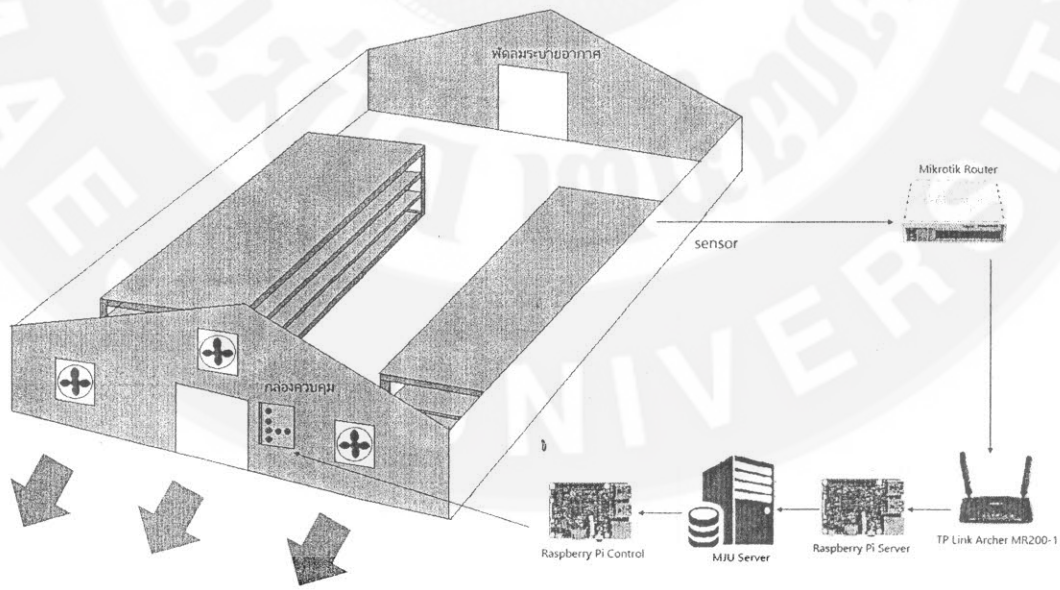 พัดลมระบายอากาศ
Mikrotik Router
sensor
กล่องควบคุม
Raspberry Pi Control
MJU Server
Raspberry Pi Server
TP Link Archer MR200-1
UNIVERSIT